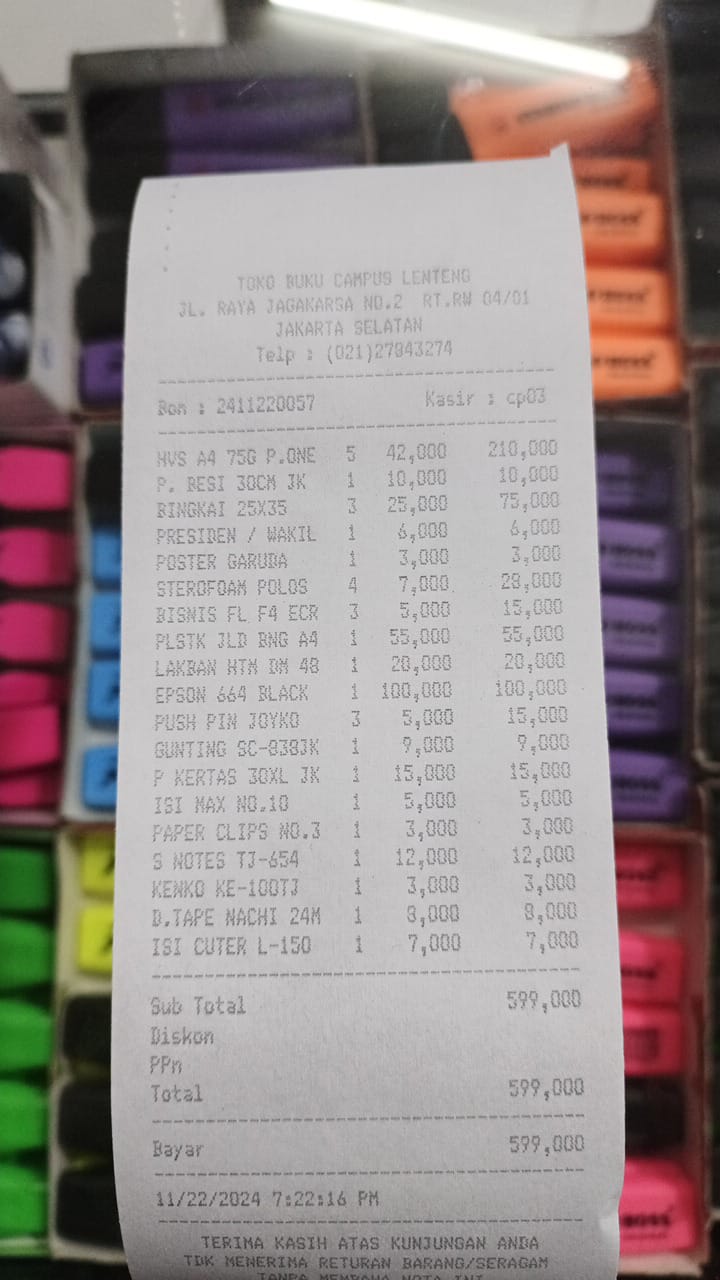 TOKO BUKU CAMPUS LENTENG
JL. RAYA JAGAKARSA NO.2 RT.RW 04/01
JAKARTA SELATAN
Telp : (021)27843274
Bon : 2411220057 Kasir : cp03
HVS A4 75G P.ONE 5 42,000 210,000
P. BESI 30CM JK 1 10,000 10,000
BINGKAI 25X35 3 25,000 75,000
PRESIDEN / WAKIL 1 6,000 6,000
POSTER GARUDA 1 3,000 3,000
STEROFOAM POLOS 4 7,000 28,000
BISNIS FL F4 ECR 3 5,000 15,000
PLSTK JLD BNG A4 1 55,000 55,000
LAKBAN HTM DM 48 1 20,000 20,000
EPSON 664 BLACK 1 100,000 100,000
PUSH PIN JOYKO 3 5,000 15,000
GUNTING SC-838JK 1 9,000 9,000
P KERTAS 30XL JK 1 15,000 15,000
ISI MAX NO.10 1 5,000 5,000
PAPER CLIPS NO.3 1 3,000 3,000
S NOTES TJ-654 1 12,000 12,000
KENKO KE-100TJ 1 3,000 3,000
D.TAPE NACHI 24M 1 8,000 8,000
ISI CUTER L-150 1 7,000 7,000
Sub Total 599,000
Diskon
PPn
Total 599,000
Bayar 599,000
11/22/2024 7:22:16 PM
TERIMA KASIH ATAS KUNJUNGAN ANDA
TDK MENERIMA RETURAN BARANG/SERAGAM
TANPA MEMBAWA NOTA INI